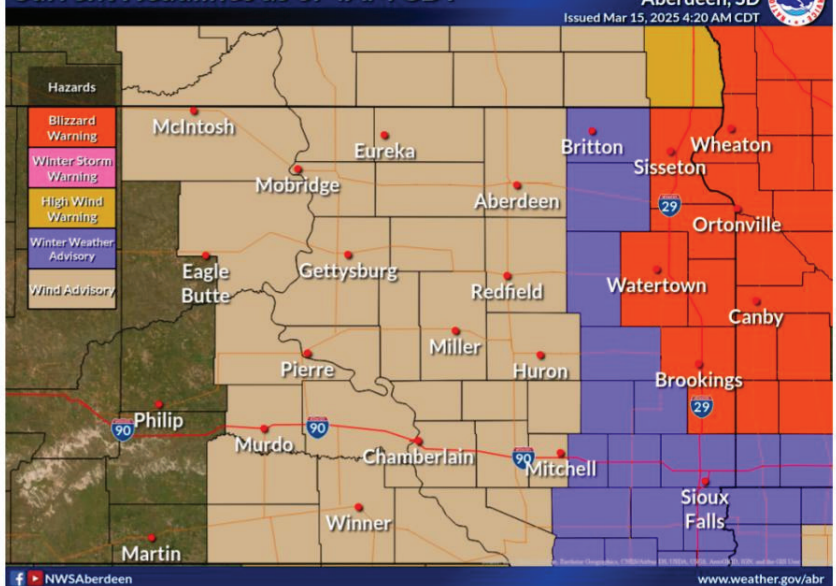 Aberdeen, SD
Issued Mar 15, 2025 4:20 AM CDT
Hazards
Blizzard
Warning
Winter Storm
Warning
High Wind
Warning
Winter Weather
Advisory
Wind Advisory
McIntosh
Eureka
Britton
Wheaton
Sisseton
Mobridge
Aberdeen
29
Ortonville
Eagle
Butte
Gettysburg
Redfield
Watertown
Canby
Miller
Pierre
Huron
Brookings
29
Philip
90
Murdo
90
Chamberlain
90
Mitchell
Sioux
Falls
Winner
Martin
NWSAberdeen
www.weather.gov/abr